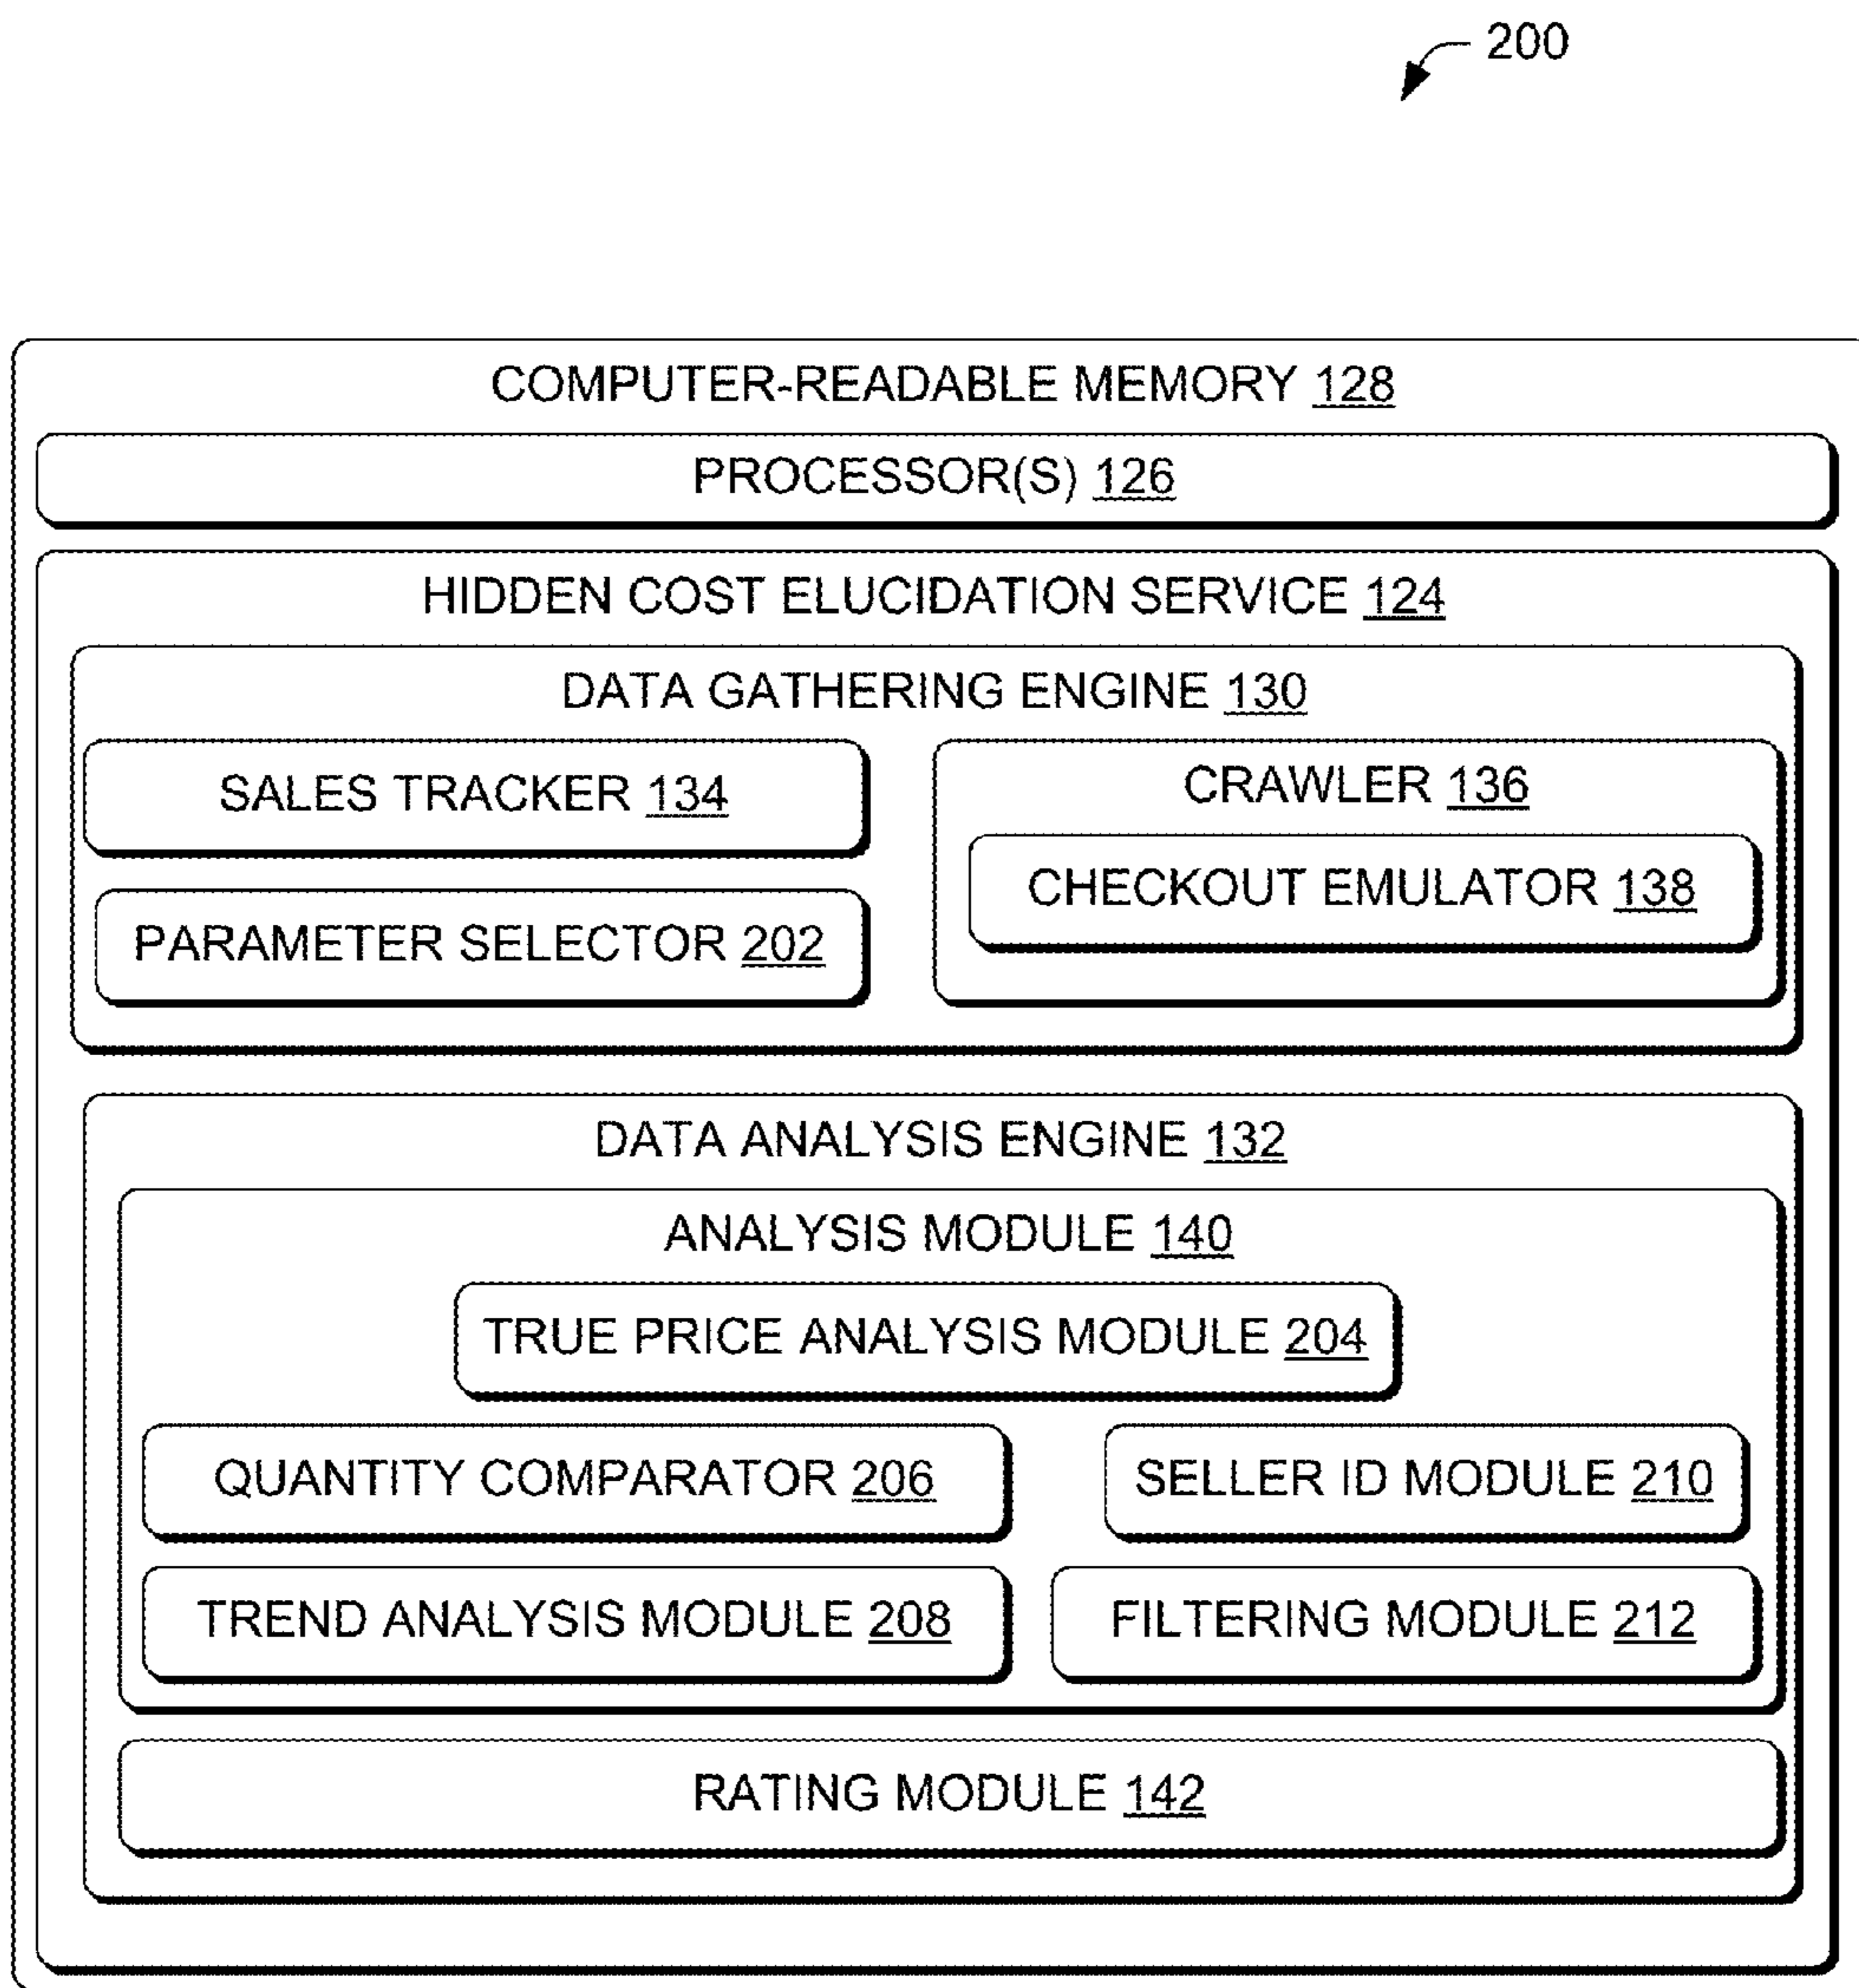 200
COMPUTER-READABLE MEMORY 128
PROCESSOR(S) 126
HIDDEN COST ELUCIDATION SERVICE 124
DATA GATHERING ENGINE 130
SALES TRACKER 134
PARAMETER SELECTOR 202
CRAWLER 136
CHECKOUT EMULATOR 138
DATA ANALYSIS ENGINE 132
ANALYSIS MODULE 140
TRUE PRICE ANALYSIS MODULE 204
QUANTITY COMPARATOR 206
SELLER ID MODULE 210
TREND ANALYSIS MODULE 208
FILTERING MODULE 212
RATING MODULE 142